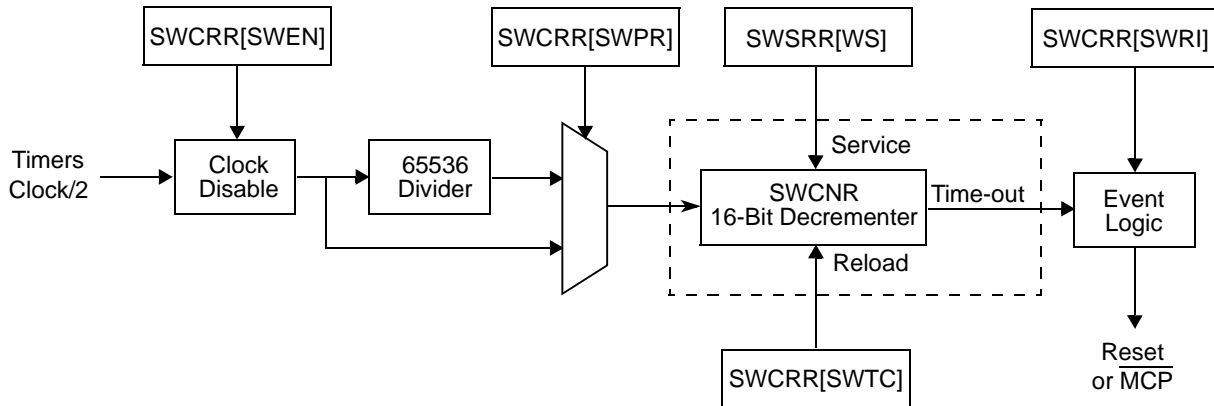 SWCRR[SWEN]
SWCRR[SWPR]
SWSRR[WS]
SWCRR[SWRI]
Timers
Clock/2
Clock
Disable
65536
Divider
Service
SWCNR
16-Bit Decrementer
Time-out
Event
Logic
Reload
SWCRR[SWTC]
Reset
or MCP